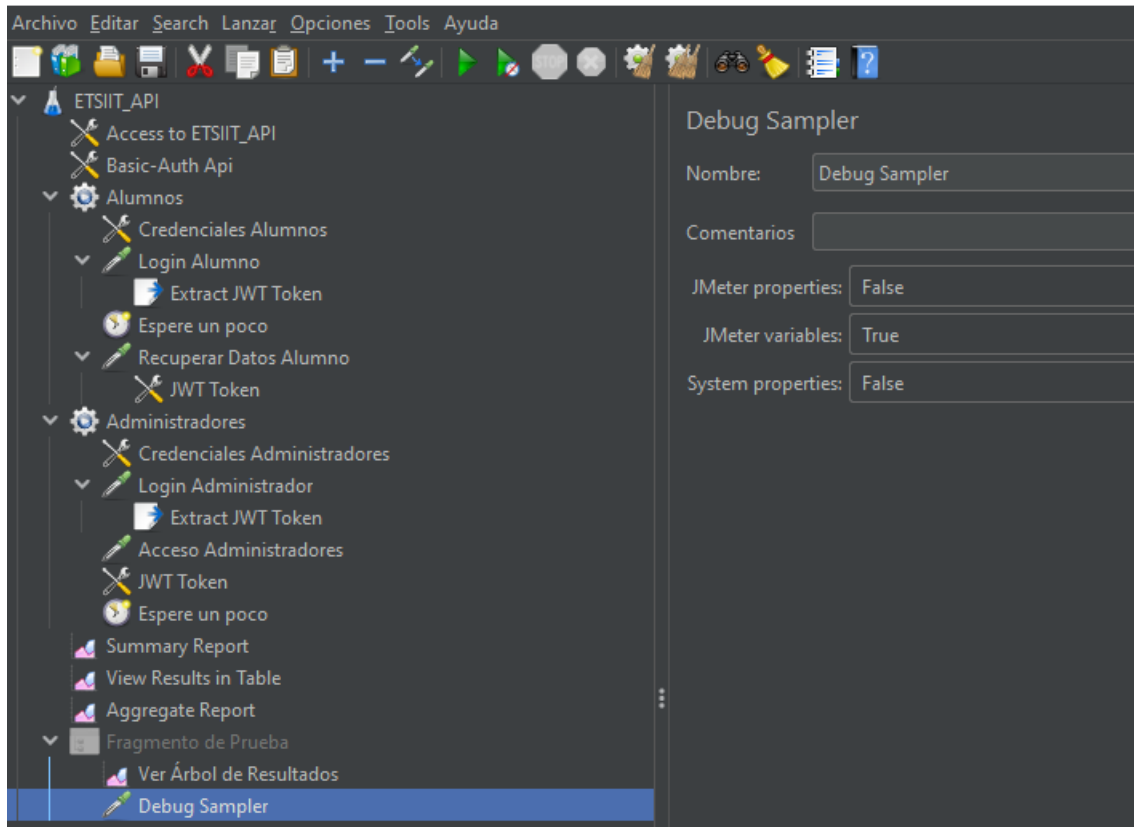 Archivo Editar Search Lanzar Opciones Tools Ayuda
STOP
?
ETSIIT_API
Access to ETSIIT_API
Basic-Auth Api
Alumnos
Credenciales Alumnos
Login Alumno
Extract JWT Token
Espere un poco
Recuperar Datos Alumno
JWT Token
Administradores
Credenciales Administradores
Login Administrador
Extract JWT Token
Acceso Administradores
JWT Token
Espere un poco
Summary Report
View Results in Table
Aggregate Report
Fragmento de Prueba
Ver Árbol de Resultados
Debug Sampler
Debug Sampler
Nombre: Debug Sampler
Comentarios
JMeter properties: False
JMeter variables: True
System properties: False